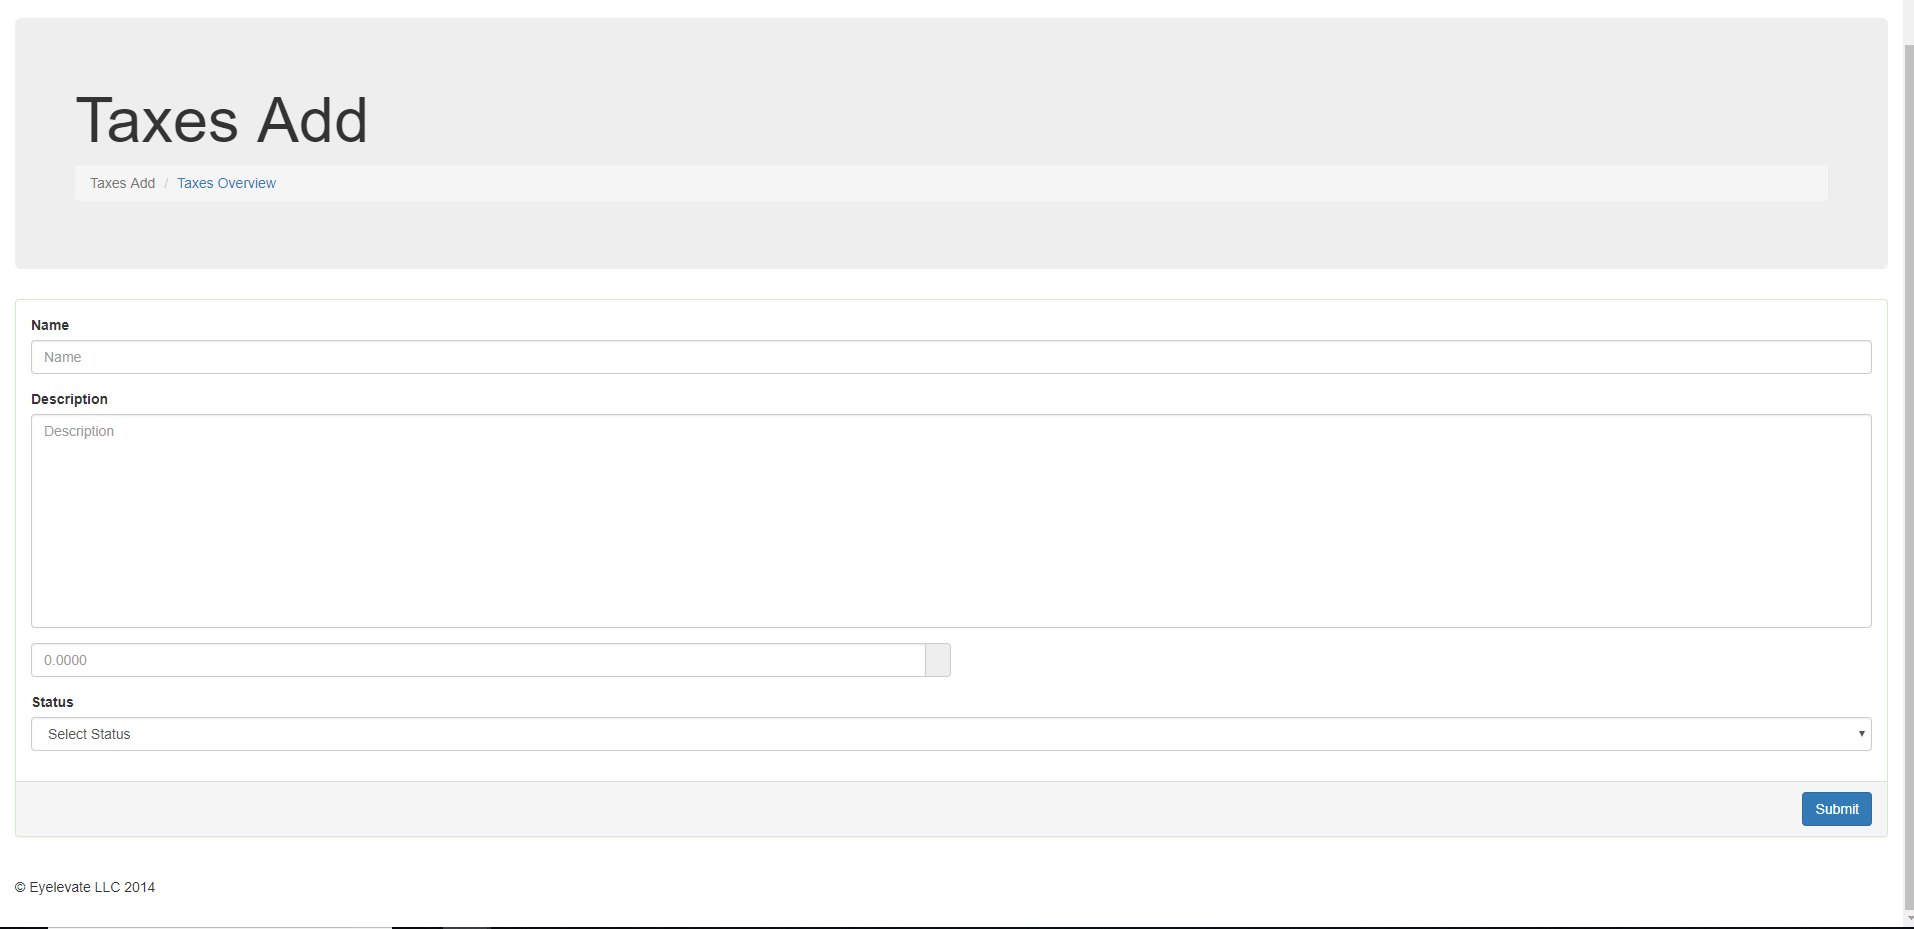 Taxes Add
Taxes Add / Taxes Overview
Name
Name
Description
Description
0.0000
Status
Select Status
Submit
© Eyelevate LLC 2014